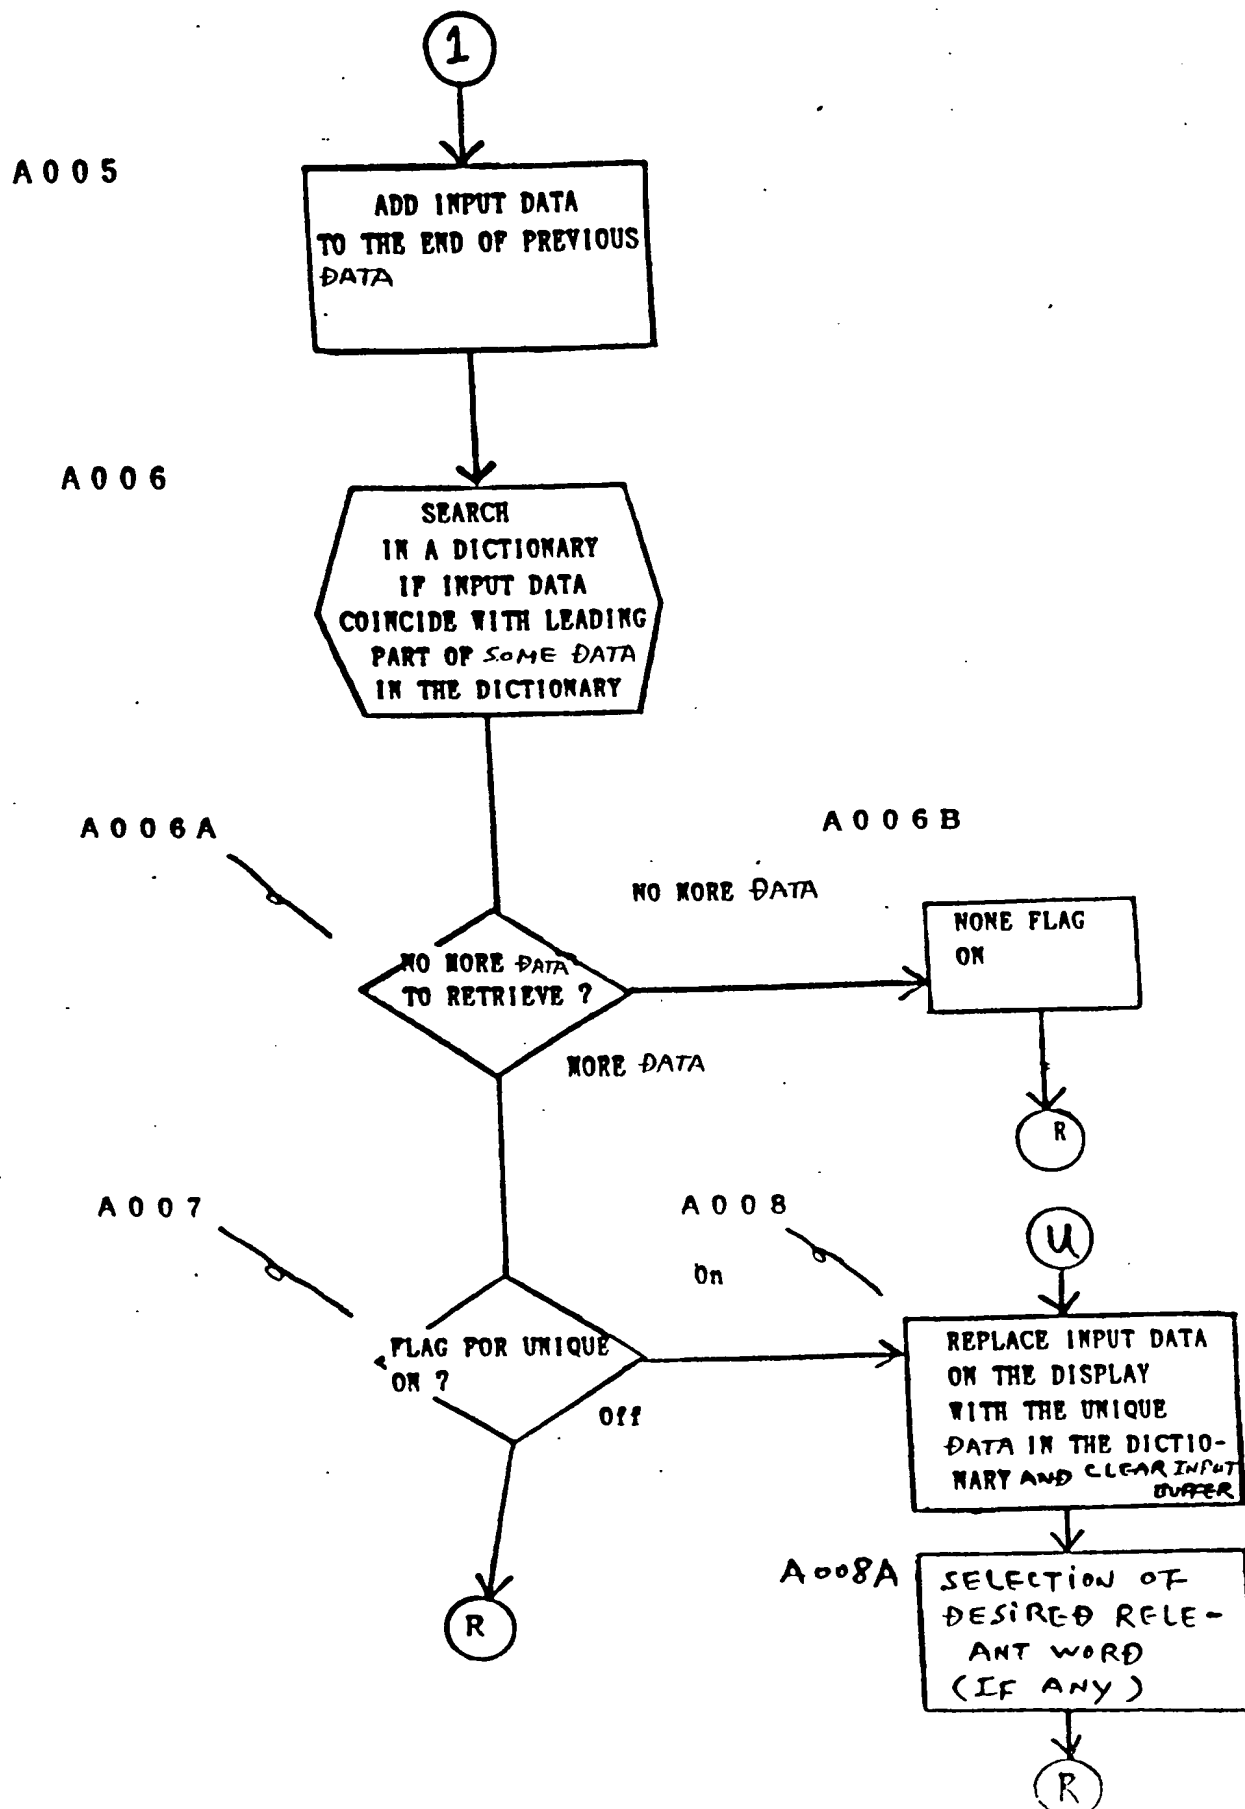 1
A005
ADD INPUT DATA
TO THE END OF PREVIOUS
DATA
A006
SEARCH
IN A DICTIONARY
IF INPUT DATA
COINCIDE WITH LEADING
PART OF SOME DATA
IN THE DICTIONARY
A006A
A006B
NO MORE DATA
NONE FLAG
ON
NO MORE DATA
TO RETRIEVE ?
MORE DATA
R
A007
A008
U
On
FLAG FOR UNIQUE
ON ?
Off
REPLACE INPUT DATA
ON THE DISPLAY
WITH THE UNIQUE
DATA IN THE DICTIO-
NARY AND CLEAR INPUT
BUFFER
R
A008A
SELECTION OF
DESIRED RELE-
ANT WORD
(IF ANY)
R